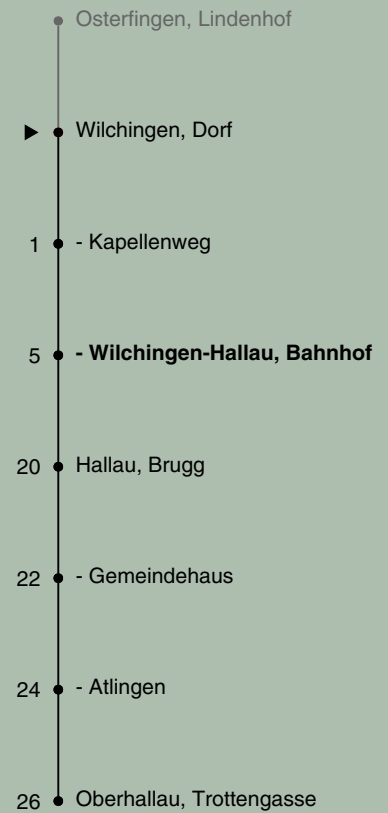 Osterfingen, Lindenhof
Wilchingen, Dorf
1 - Kapellenweg
5 - Wilchingen-Hallau, Bahnhof
20 Hallau, Brugg
22 - Gemeindehaus
24 - Atlingen
26 Oberhallau, Trottengasse